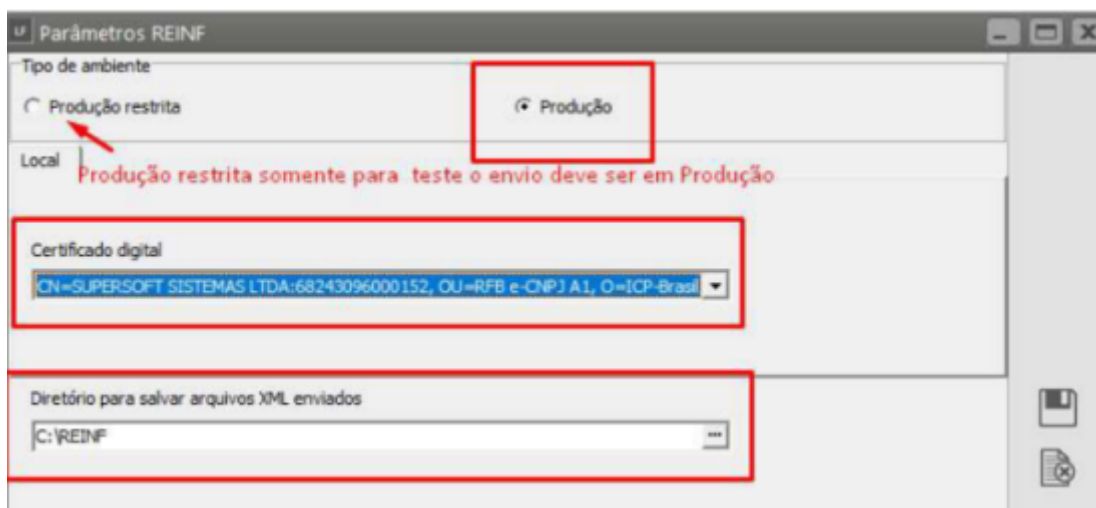 LF Parâmetros REINF
Tipo de ambiente
Produção restrita
Produção
Local
Produção restrita somente para teste o envio deve ser em Produção
Certificado digital
CN=SUPERSOFT SISTEMAS LTDA:68243096000152, OU=RFB e-CNPJ A1, O=ICP-Brasil
Diretório para salvar arquivos XML enviados
C:\REINF
...